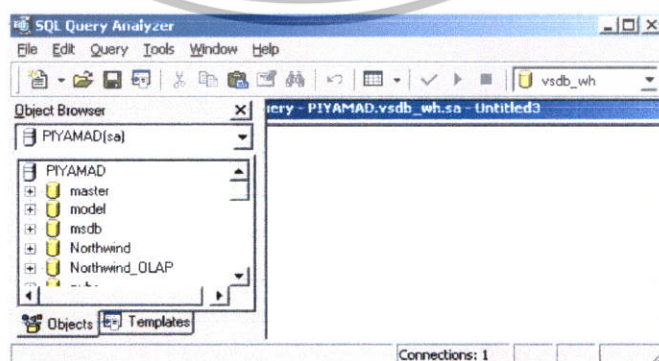 SQL Query Analyzer
File Edit Query Tools Window Help
vsdb_wh
Object Browser
PIYAMAD(sa)
PIYAMAD
master
model
msdb
Northwind
Northwind_OLAP
Objects Templates
uery - PIYAMAD.vsdb_wh.sa - Untitled3
Connections: 1